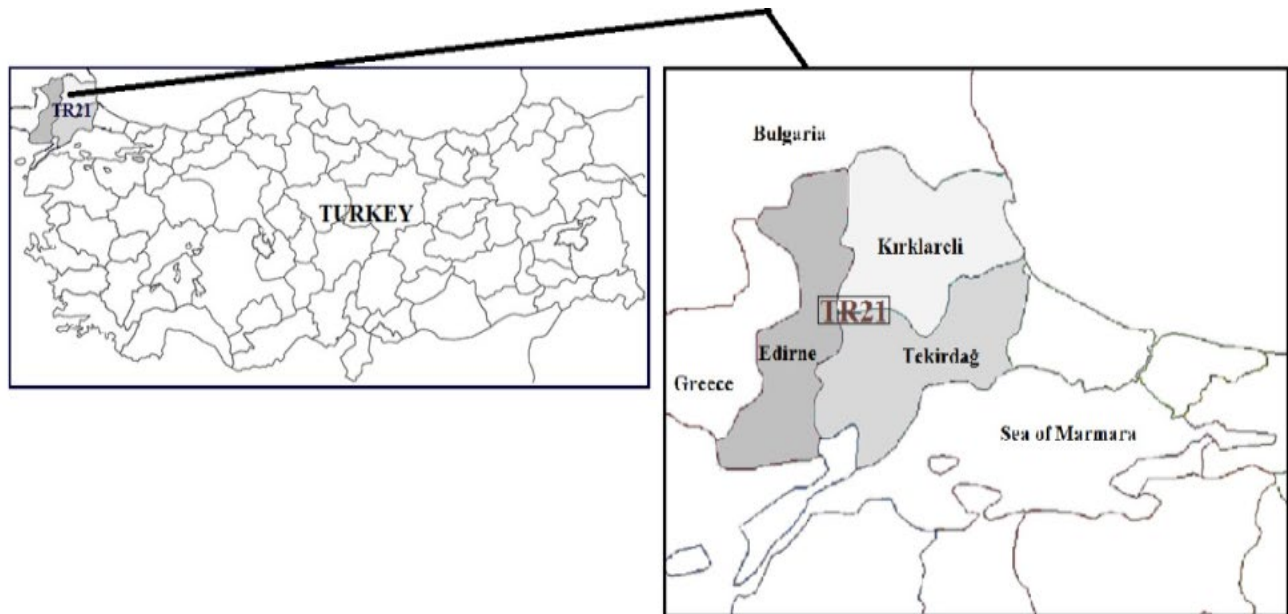 TR21
TURKEY
Bulgaria
Kırklareli
TR21
Edirne
Tekirdağ
Greece
Sea of Marmara